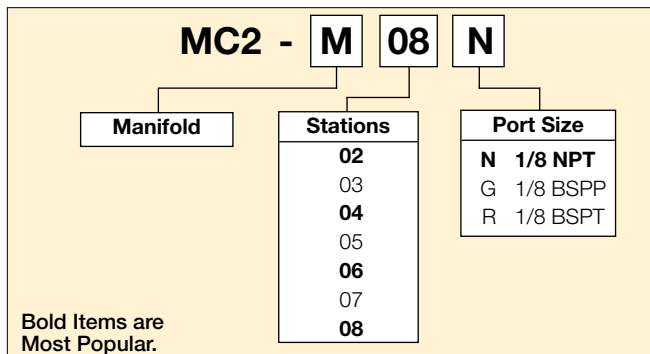 MC2 - M 08 N
Manifold
Stations
02
03
04
05
06
07
08
Port Size
N 1/8 NPT
G 1/8 BSPP
R 1/8 BSPT
Bold Items are
Most Popular.